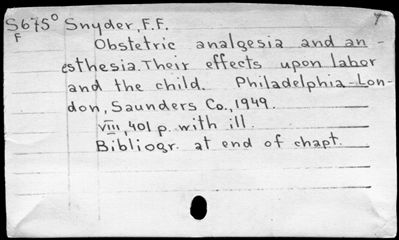 S675° Snyder, F.F.
F
Obstetric analgesia and an-
esthesia. Their effects upon labor
and the child. Philadelphia-Lon-
don, Saunders Co., 1949.
VIII, 401 p. with ill.
Bibliogr. at end of chapt.